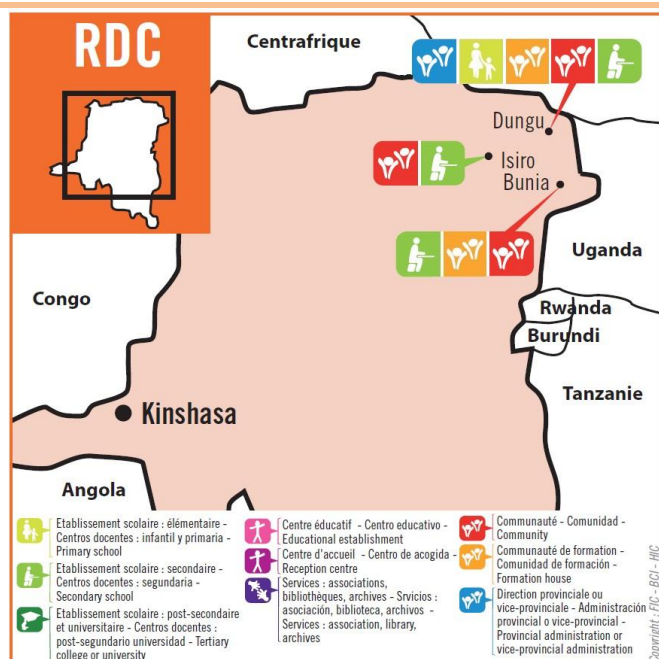 RDC
Centrafrique
Dungu
Isiro
Bunia
Uganda
Congo
Rwanda
Burundi
Tanzanie
Kinshasa
Angola
Etablissement scolaire : élémentaire -
Centros docentes : infantil y primaria -
Primary school
Etablissement scolaire : secondaire -
Centros docentes : segundaria -
Secondary school
Etablissement scolaire : post-secondaire
et universitaire - Centros docentes :
post-segundario universidad - Tertiary
college or university
Centre éducatif - Centro educativo -
Educational establishment
Centre d'accueil - Centro de acogida -
Reception centre
Services : associations,
bibliothèques, archives - Srvicios :
asociación, biblioteca, archivos -
Services : association, library,
archives
Communauté - Comunidad -
Community
Communauté de formation -
Comunidad de formación -
Formation house
Direction provinciale ou
vice-provinciale - Administración
provincial o vice-provincial -
Provincial administration or
vice-provincial administration
Copyright : FIC - BCI - HIC